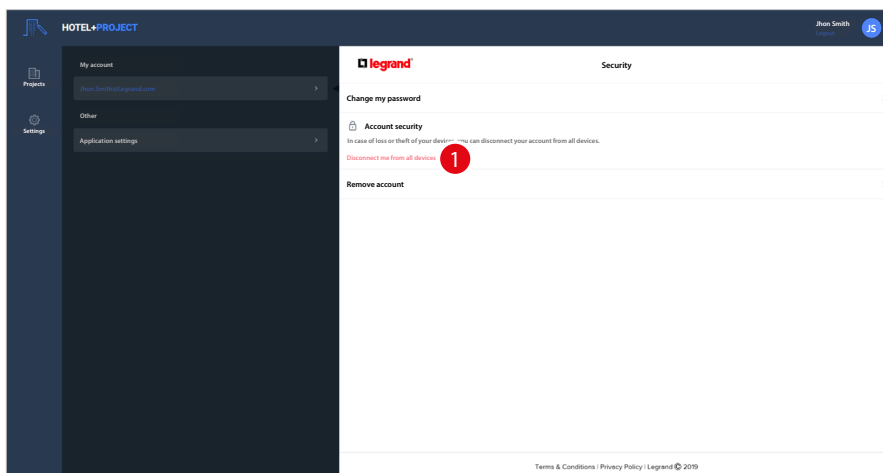 HOTEL+PROJECT
Jhon Smith
Logout
JS
Projects
Settings
My account
Jhon.Smith@Legrand.com
Other
Application settings
legrand
Security
Change my password
Account security
In case of loss or theft of your devices, you can disconnect your account from all devices.
Disconnect me from all devices
1
Remove account
Terms & Conditions | Privacy Policy | Legrand © 2019